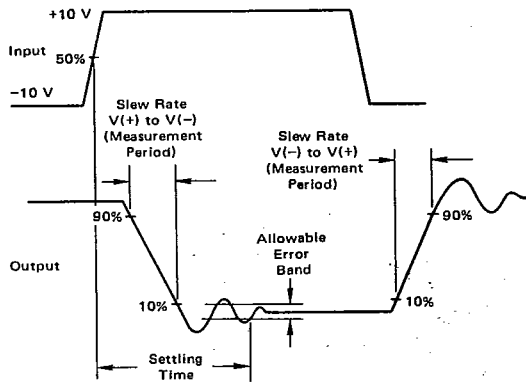 +10 V
Input
50%
−10 V
Slew Rate
V(+) to V(−)
(Measurement
Period)
Slew Rate
V(−) to V(+)
(Measurement
Period)
90%
90%
Allowable
Error
Band
Output
10%
10%
Settling
Time